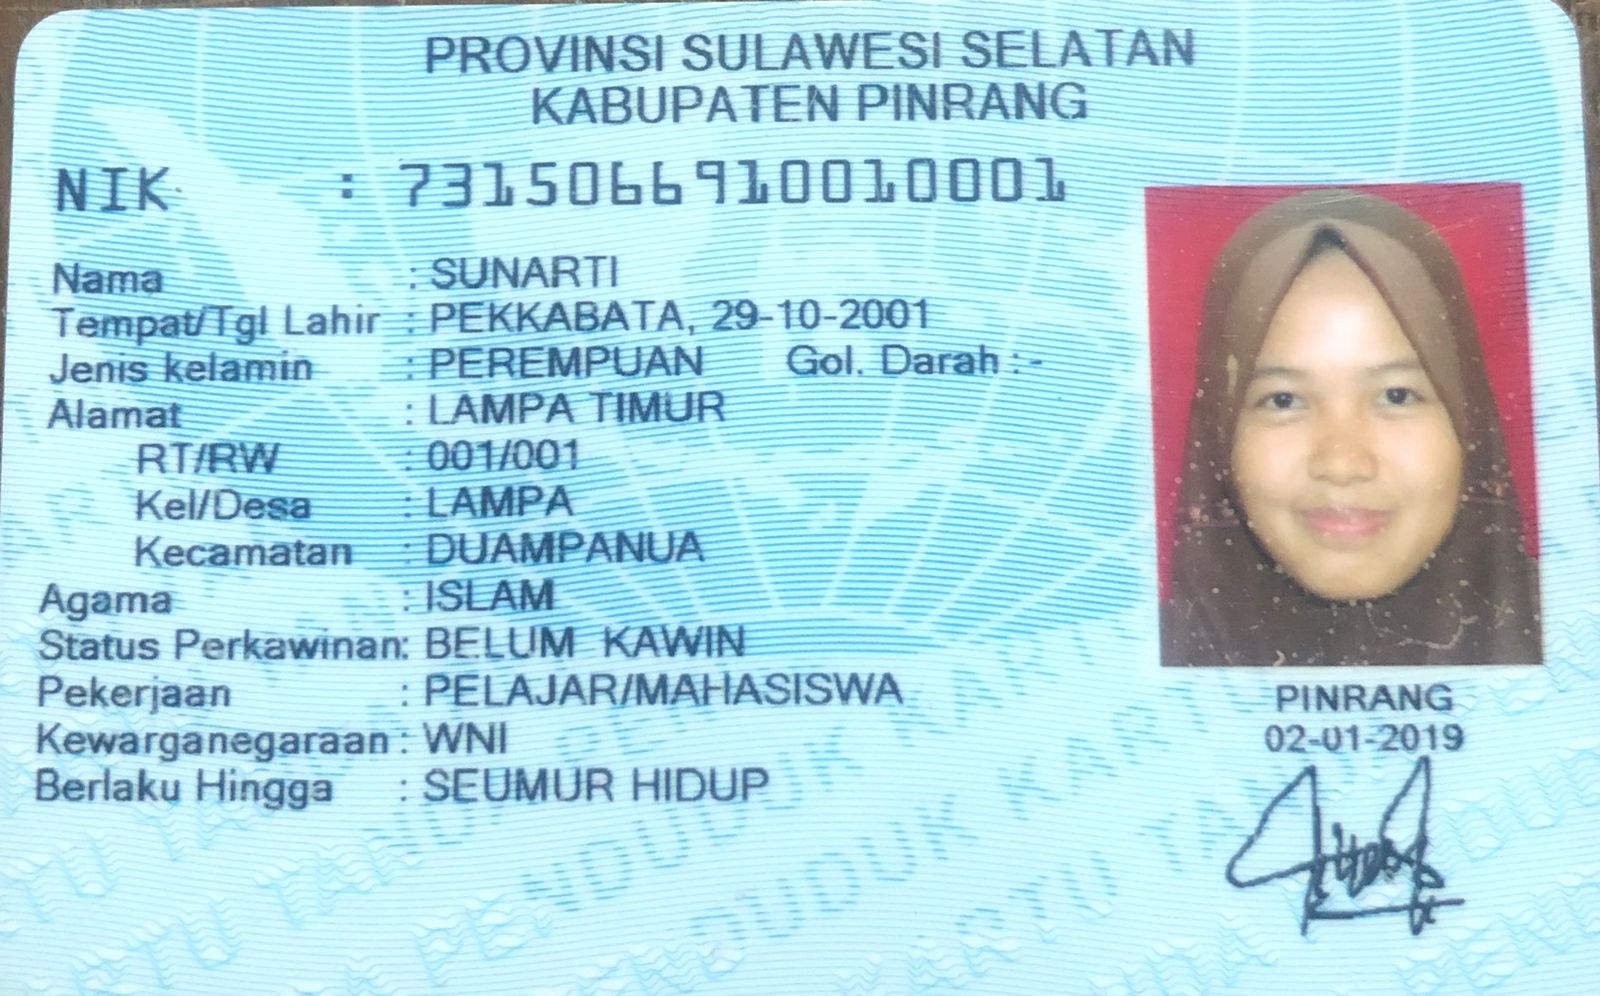 PROVINSI SULAWESI SELATAN
KABUPATEN PINRANG
NIK : 7315066910010001
Nama : SUNARTI
Tempat/Tgl Lahir : PEKKABATA, 29-10-2001
Jenis kelamin : PEREMPUAN Gol. Darah : -
Alamat : LAMPA TIMUR
RT/RW : 001/001
Kel/Desa : LAMPA
Kecamatan : DUAMPANUA
Agama : ISLAM
Status Perkawinan: BELUM KAWIN
Pekerjaan : PELAJAR/MAHASISWA
Kewarganegaraan : WNI
Berlaku Hingga : SEUMUR HIDUP
PINRANG
02-01-2019